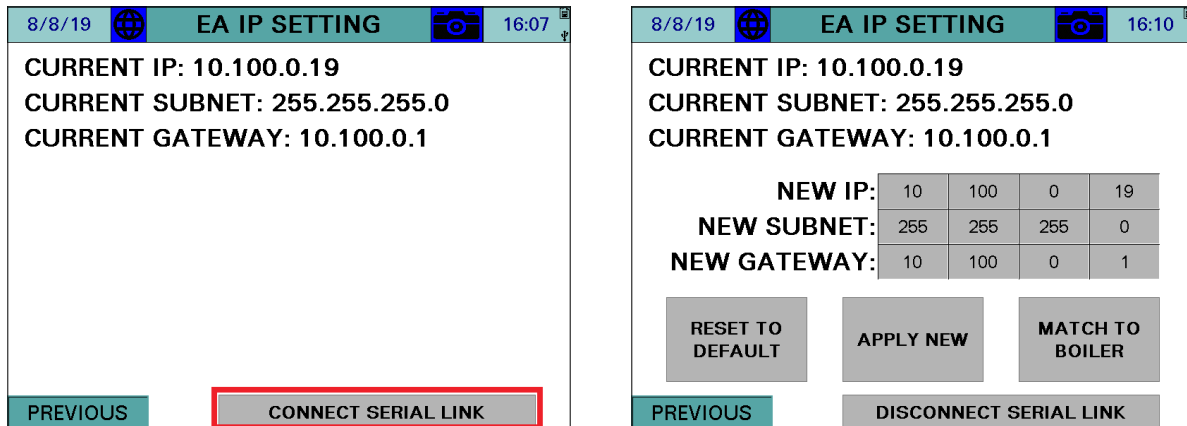 8/8/19 EA IP SETTING 16:07
CURRENT IP: 10.100.0.19
CURRENT SUBNET: 255.255.255.0
CURRENT GATEWAY: 10.100.0.1
PREVIOUS CONNECT SERIAL LINK
8/8/19 EA IP SETTING 16:10
CURRENT IP: 10.100.0.19
CURRENT SUBNET: 255.255.255.0
CURRENT GATEWAY: 10.100.0.1
NEW IP: 10 100 0 19
NEW SUBNET: 255 255 255 0
NEW GATEWAY: 10 100 0 1
RESET TO DEFAULT
APPLY NEW
MATCH TO BOILER
PREVIOUS DISCONNECT SERIAL LINK